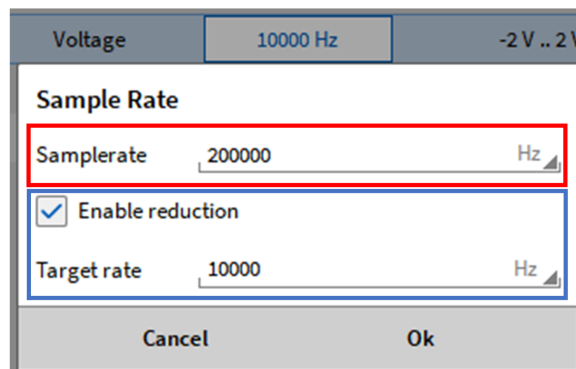 Voltage 10000 Hz -2 V .. 2 V
Sample Rate
Samplerate 200000 Hz
Enable reduction
Target rate 10000 Hz
Cancel Ok